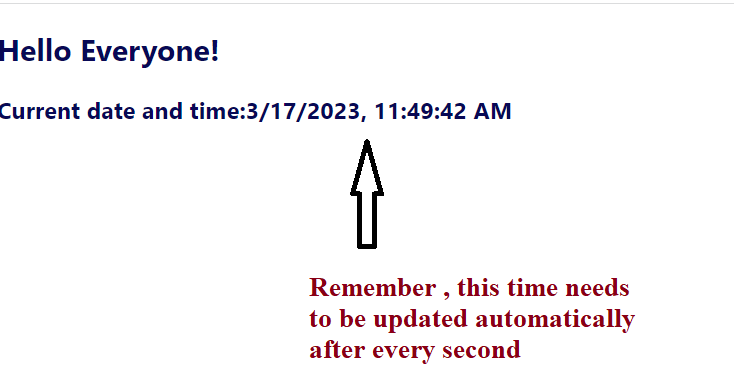 Hello Everyone!
Current date and time:3/17/2023, 11:49:42 AM
Remember , this time needs
to be updated automatically
after every second